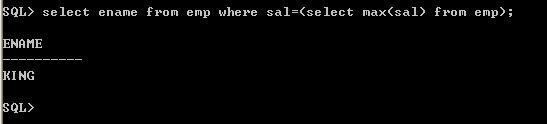 SQL> select ename from emp where sal=(select max(sal) from emp);
ENAME
----------
KING
SQL>